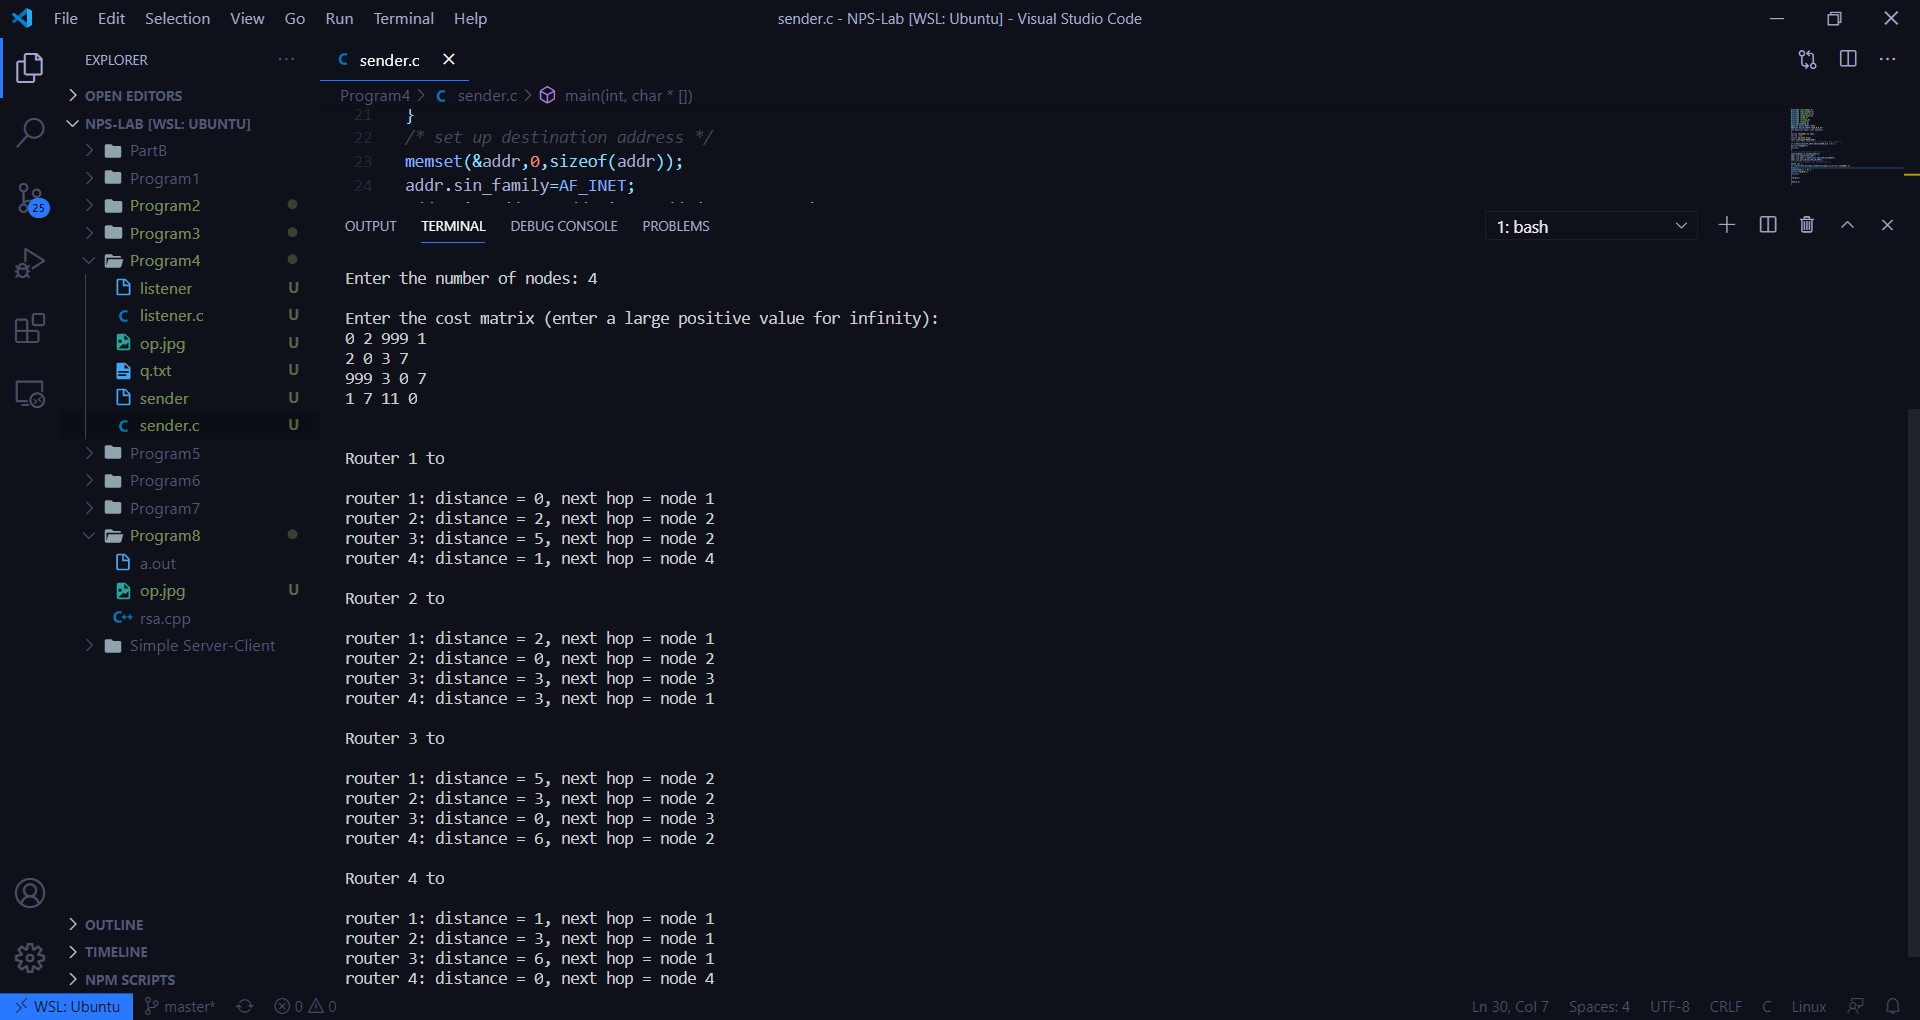 File Edit Selection View Go Run Terminal Help
sender.c - NPS-Lab [WSL: Ubuntu] - Visual Studio Code
EXPLORER
OPEN EDITORS
NPS-LAB [WSL: UBUNTU]
PartB
Program1
Program2
Program3
Program4
listener U
C listener.c U
op.jpg U
q.txt U
sender U
C sender.c U
Program5
Program6
Program7
Program8
a.out
op.jpg U
C++ rsa.cpp
Simple Server-Client
OUTLINE
TIMELINE
NPM SCRIPTS
25
C sender.c
Program4 > C sender.c > main(int, char * [])
21 }
22 /* set up destination address */
23 memset(&addr,0,sizeof(addr));
24 addr.sin_family=AF_INET;
OUTPUT TERMINAL DEBUG CONSOLE PROBLEMS
1: bash
Enter the number of nodes: 4
Enter the cost matrix (enter a large positive value for infinity):
0 2 999 1
2 0 3 7
999 3 0 7
1 7 11 0
Router 1 to
router 1: distance = 0, next hop = node 1
router 2: distance = 2, next hop = node 2
router 3: distance = 5, next hop = node 2
router 4: distance = 1, next hop = node 4
Router 2 to
router 1: distance = 2, next hop = node 1
router 2: distance = 0, next hop = node 2
router 3: distance = 3, next hop = node 3
router 4: distance = 3, next hop = node 1
Router 3 to
router 1: distance = 5, next hop = node 2
router 2: distance = 3, next hop = node 2
router 3: distance = 0, next hop = node 3
router 4: distance = 6, next hop = node 2
Router 4 to
router 1: distance = 1, next hop = node 1
router 2: distance = 3, next hop = node 1
router 3: distance = 6, next hop = node 1
router 4: distance = 0, next hop = node 4
WSL: Ubuntu master* 0 0
Ln 30, Col 7 Spaces: 4 UTF-8 CRLF C Linux